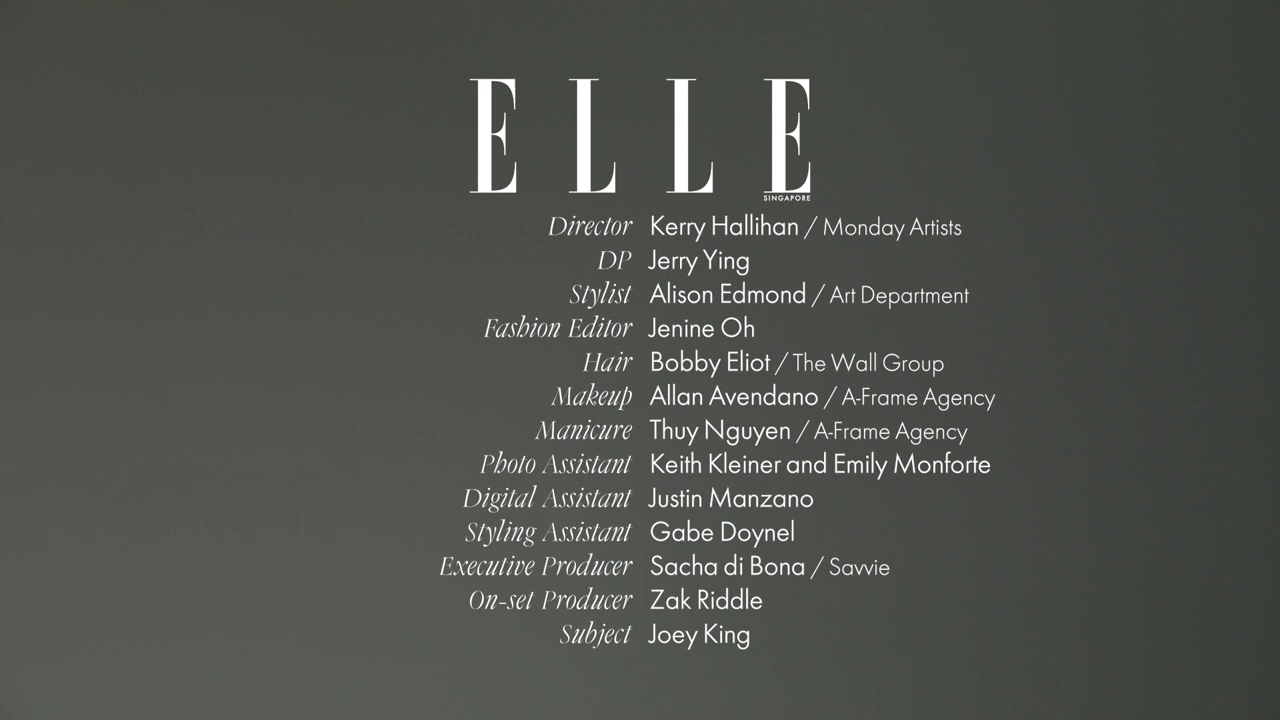 ELLE
SINGAPORE
Director Kerry Hallihan / Monday Artists
DP Jerry Ying
Stylist Alison Edmond / Art Department
Fashion Editor Jenine Oh
Hair Bobby Eliot / The Wall Group
Makeup Allan Avendano / A-Frame Agency
Manicure Thuy Nguyen / A-Frame Agency
Photo Assistant Keith Kleiner and Emily Monforte
Digital Assistant Justin Manzano
Styling Assistant Gabe Doynel
Executive Producer Sacha di Bona / Savvie
On-set Producer Zak Riddle
Subject Joey King